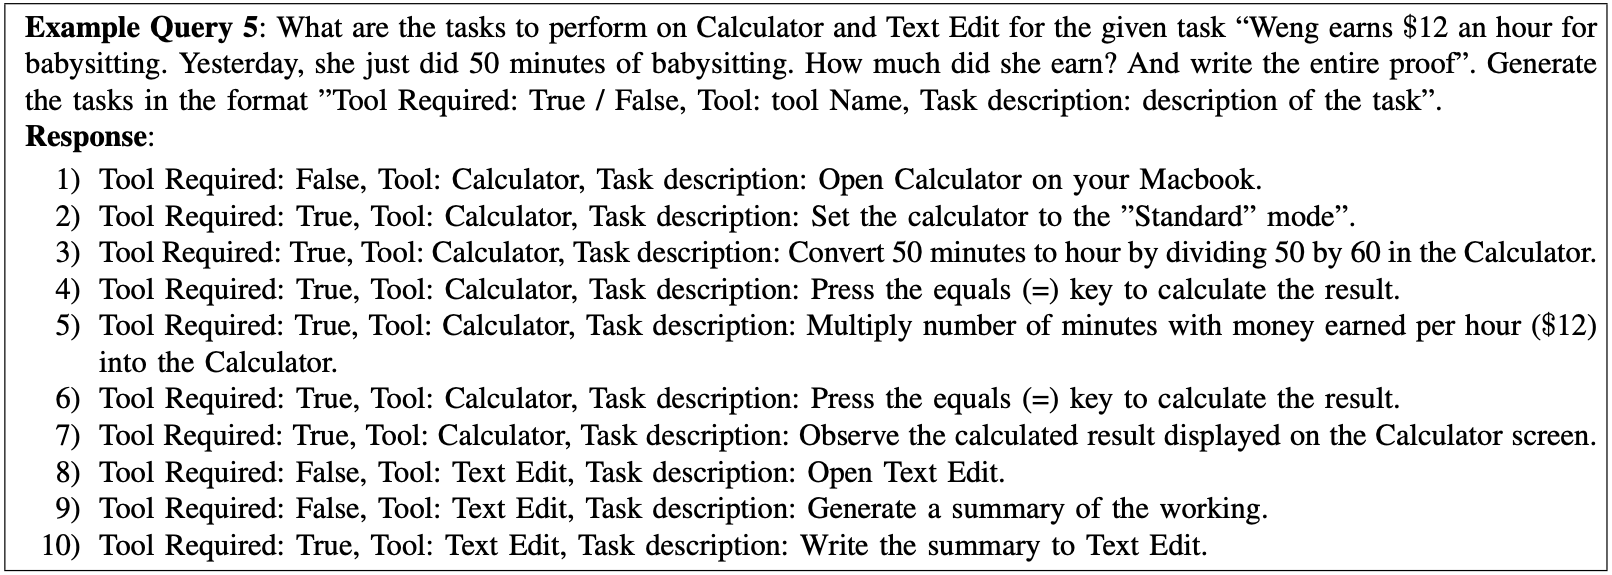 Example Query 5: What are the tasks to perform on Calculator and Text Edit for the given task “Weng earns $12 an hour for
babysitting. Yesterday, she just did 50 minutes of babysitting. How much did she earn? And write the entire proof”. Generate
the tasks in the format ”Tool Required: True / False, Tool: tool Name, Task description: description of the task”.
Response:
1) Tool Required: False, Tool: Calculator, Task description: Open Calculator on your Macbook.
2) Tool Required: True, Tool: Calculator, Task description: Set the calculator to the ”Standard” mode”.
3) Tool Required: True, Tool: Calculator, Task description: Convert 50 minutes to hour by dividing 50 by 60 in the Calculator.
4) Tool Required: True, Tool: Calculator, Task description: Press the equals (=) key to calculate the result.
5) Tool Required: True, Tool: Calculator, Task description: Multiply number of minutes with money earned per hour ($12)
into the Calculator.
6) Tool Required: True, Tool: Calculator, Task description: Press the equals (=) key to calculate the result.
7) Tool Required: True, Tool: Calculator, Task description: Observe the calculated result displayed on the Calculator screen.
8) Tool Required: False, Tool: Text Edit, Task description: Open Text Edit.
9) Tool Required: False, Tool: Text Edit, Task description: Generate a summary of the working.
10) Tool Required: True, Tool: Text Edit, Task description: Write the summary to Text Edit.